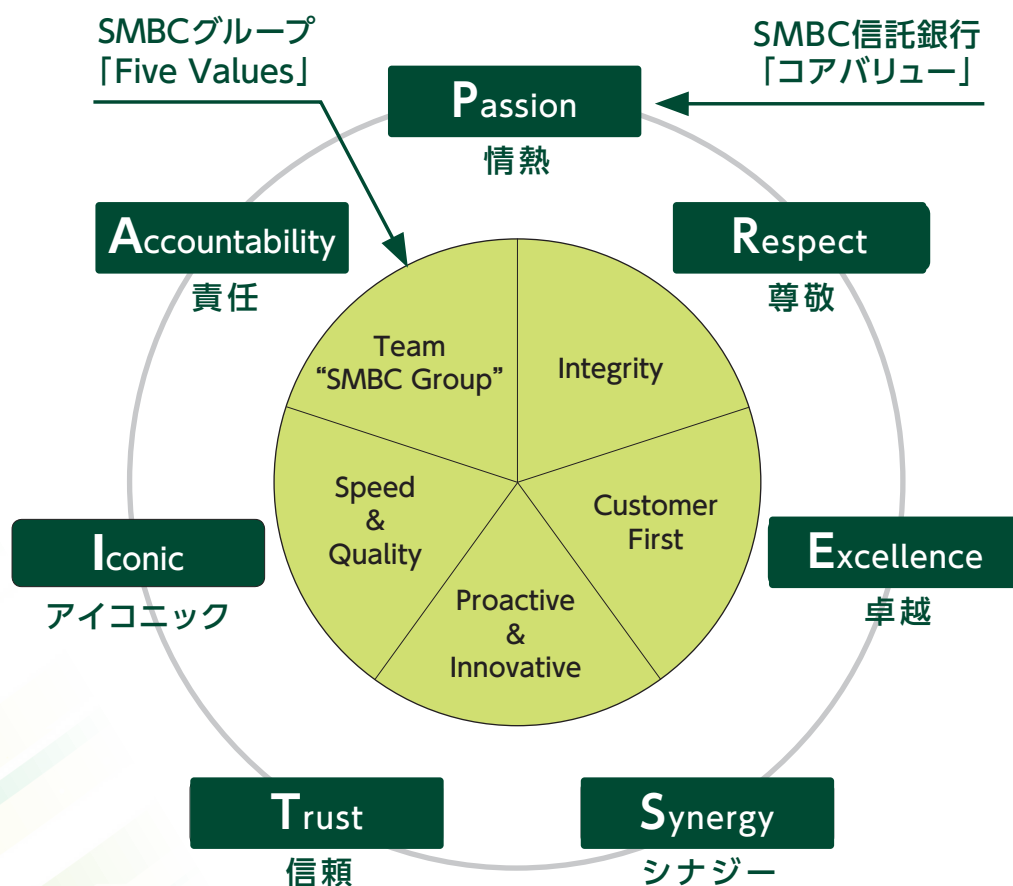 SMBCグループ
「Five Values」
SMBC信託銀行
「コアバリュー」
Passion
情熱
Accountability
責任
Respect
尊敬
Team
“SMBC Group”
Integrity
Speed
&
Quality
Customer
First
Proactive
&
Innovative
Iconic
アイコニック
Excellence
卓越
Trust
信頼
Synergy
シナジー